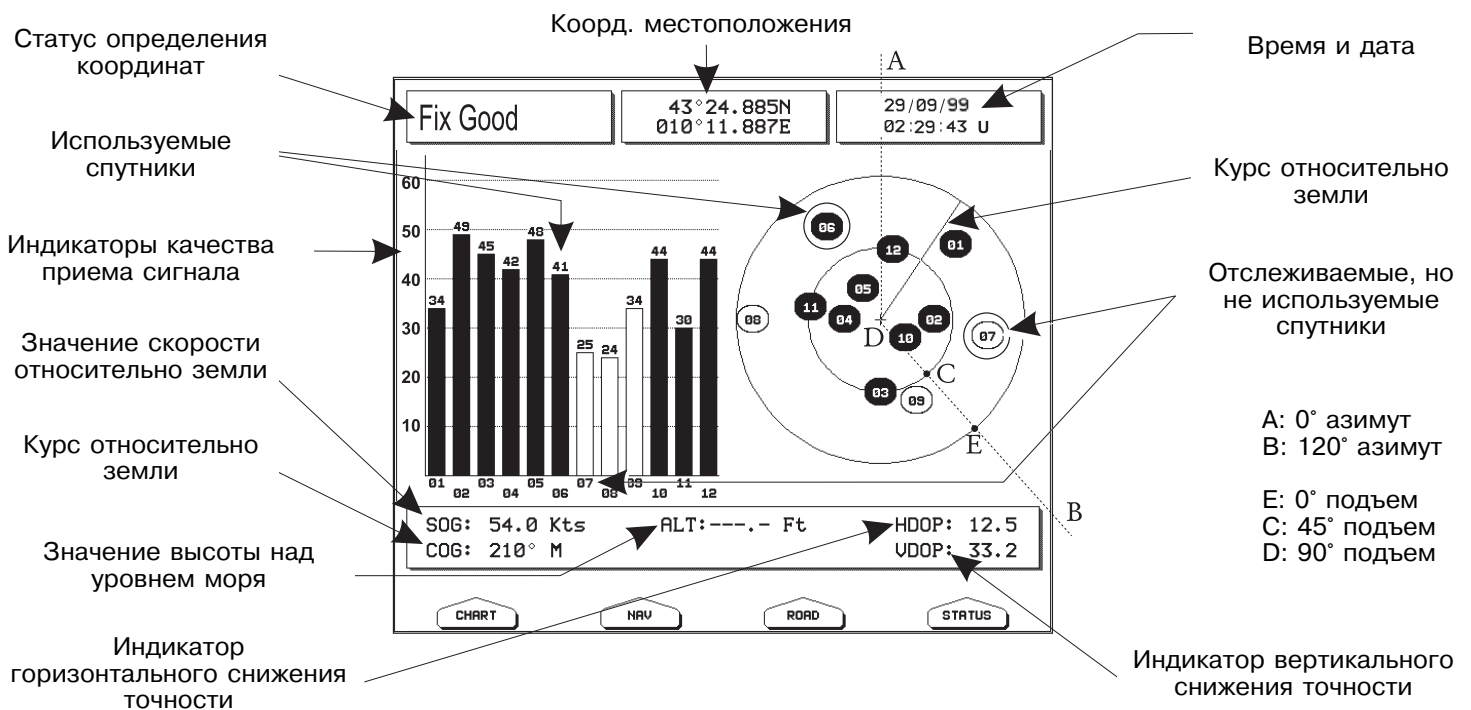 Статус определения
координат
Коорд. местоположения
Время и дата
A
Fix Good
43°24.885N
010°11.887E
29/09/99
02:29:43 U
Используемые
спутники
Курс относительно
земли
Индикаторы качества
приема сигнала
Отслеживаемые, но
не используемые
спутники
Значение скорости
относительно земли
Курс относительно
земли
Значение высоты над
уровнем моря
Индикатор
горизонтального снижения
точности
60
50
40
30
20
10
34
49
45
42
48
41
25
24
34
44
30
44
01
02
03
04
05
06
07
08
09
10
11
12
06
12
01
05
11
04
02
08
10
07
03
09
D
C
E
B
A: 0° азимут
B: 120° азимут
E: 0° подъем
C: 45° подъем
D: 90° подъем
SOG: 54.0 Kts
ALT:---.- Ft
HDOP: 12.5
COG: 210° M
VDOP: 33.2
CHART
NAV
ROAD
STATUS
Индикатор вертикального
снижения точности